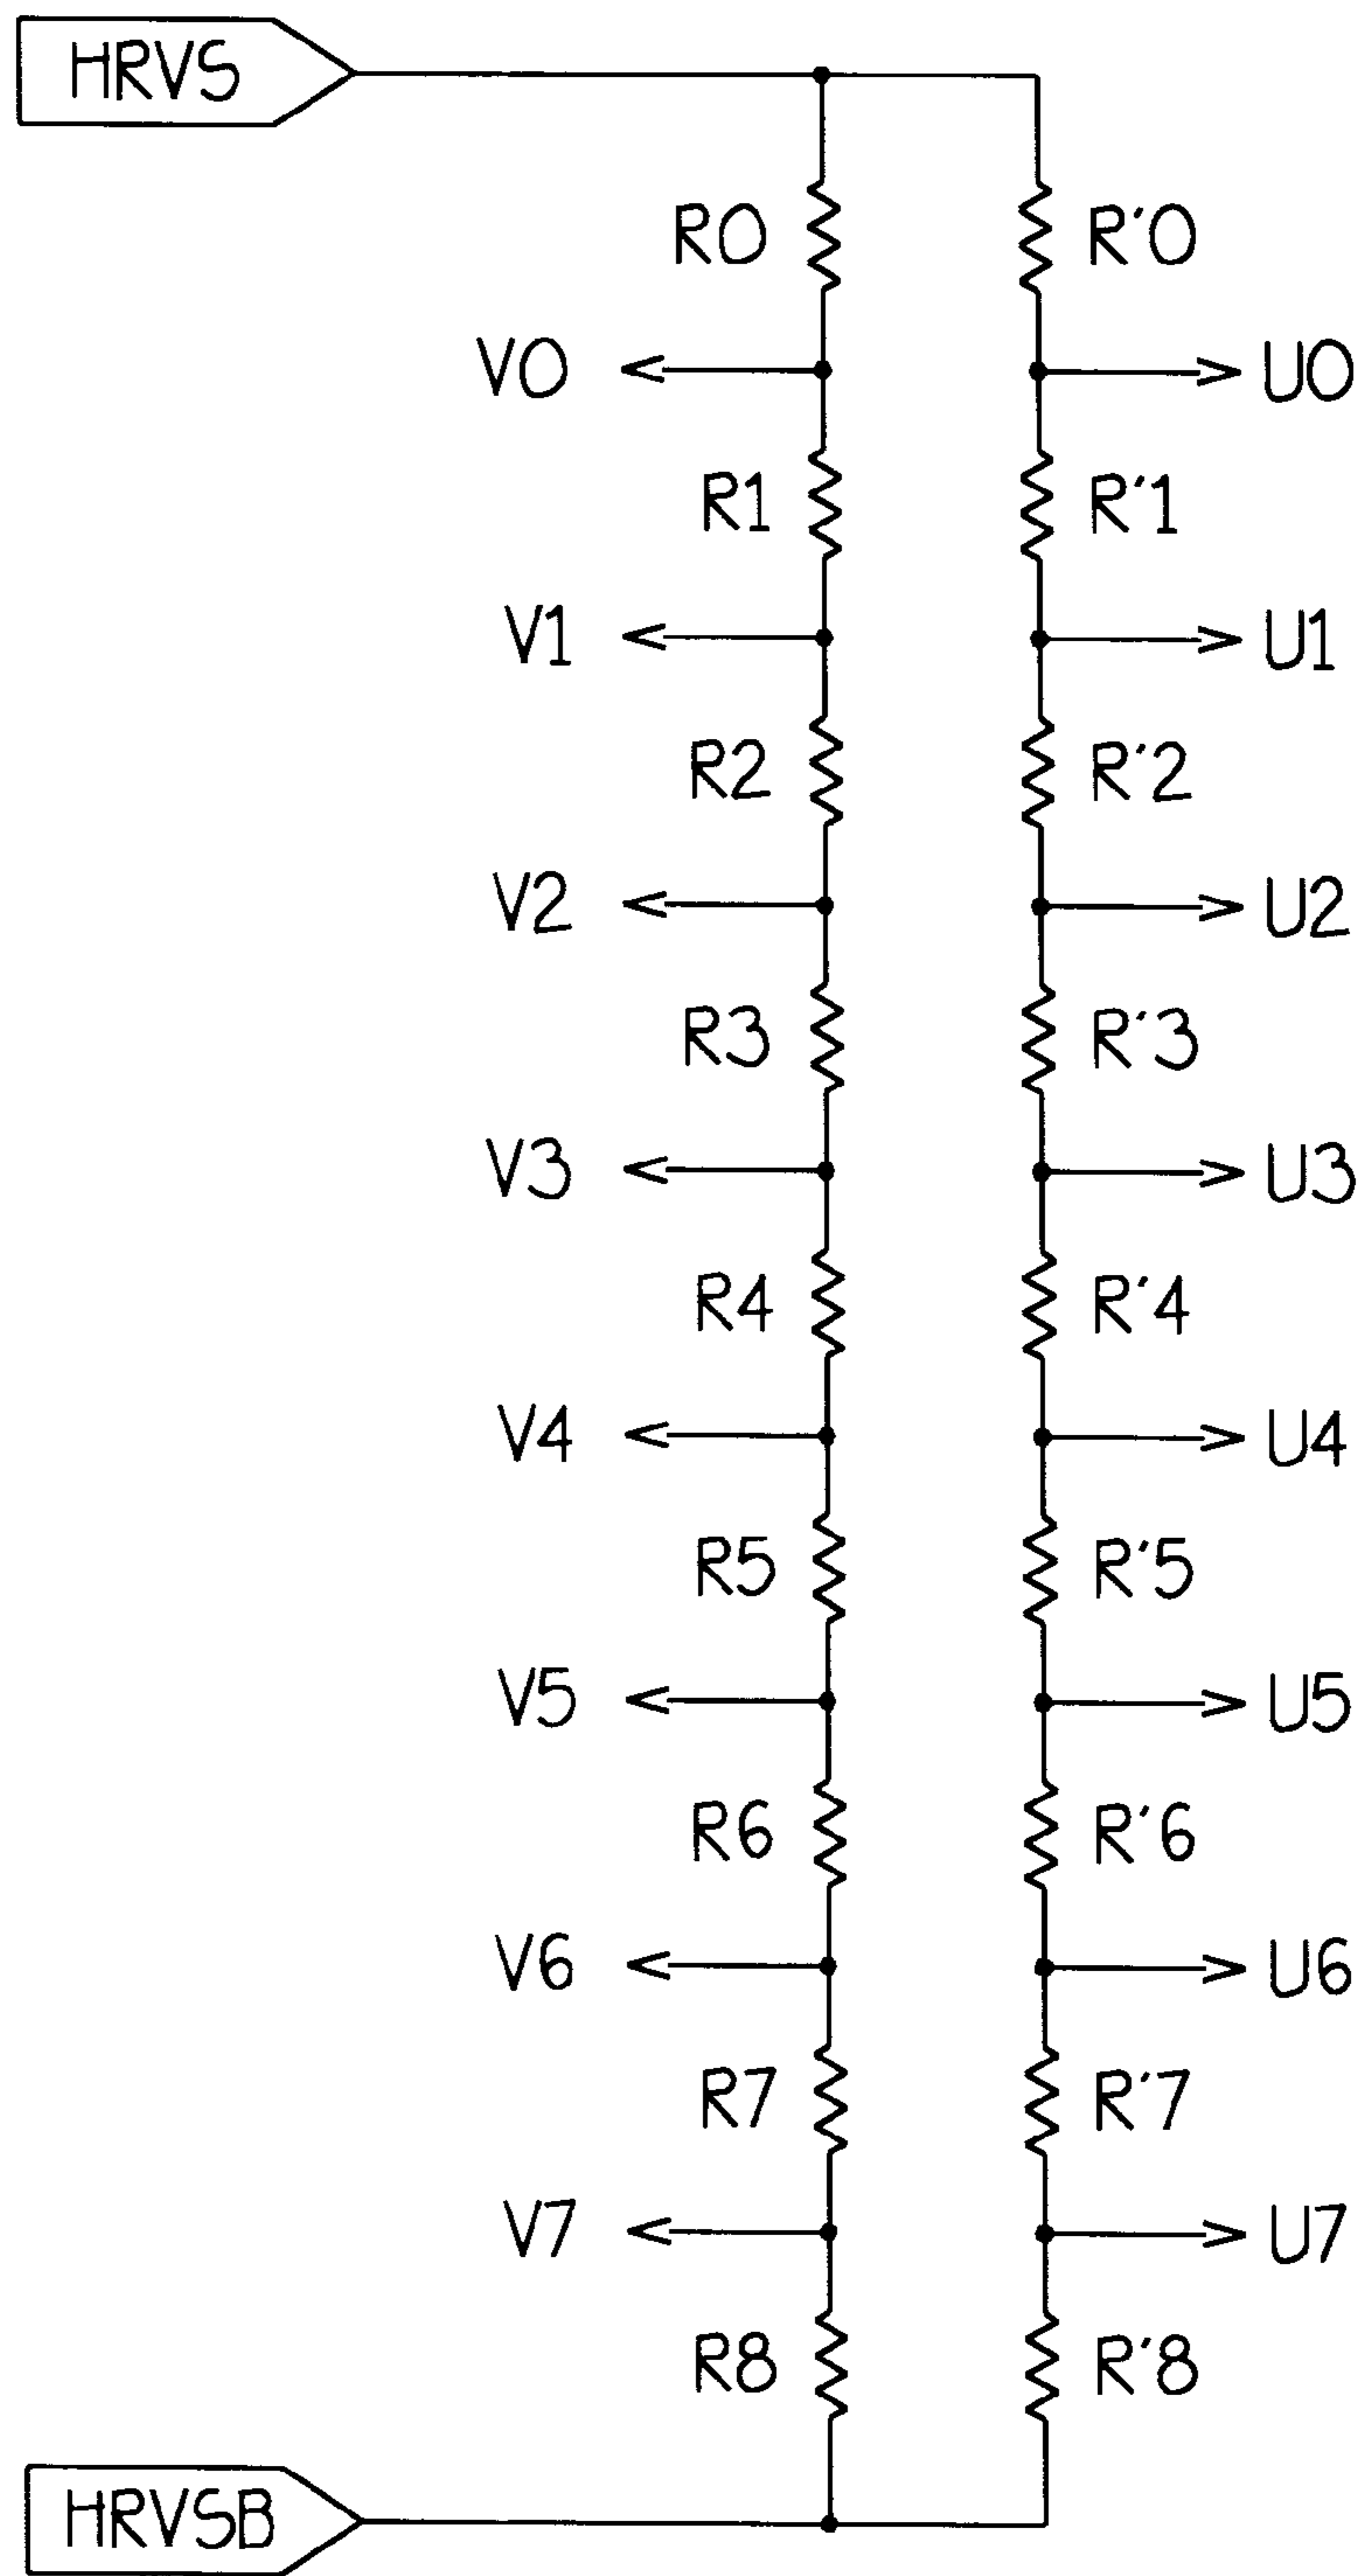 HRVS
R0 R'0
V0 U0
R1 R'1
V1 U1
R2 R'2
V2 U2
R3 R'3
V3 U3
R4 R'4
V4 U4
R5 R'5
V5 U5
R6 R'6
V6 U6
R7 R'7
V7 U7
R8 R'8
HRVSB